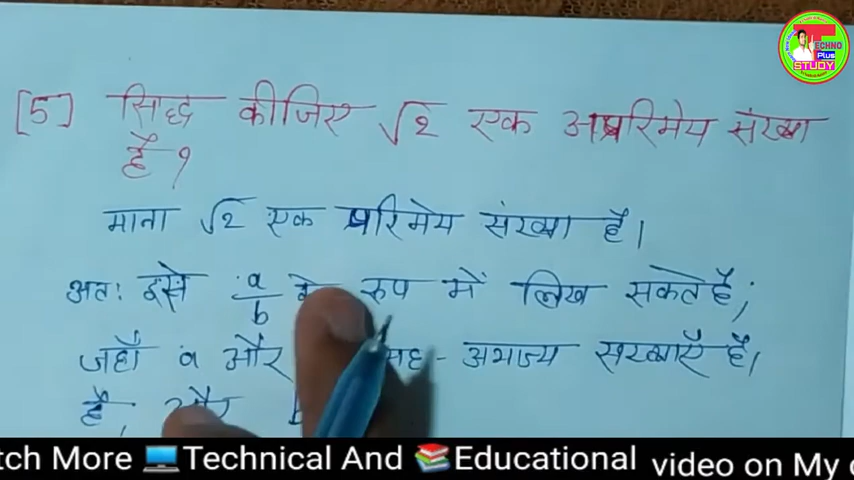 TECHNO
Plus
STUDY
[5] सिद्ध कीजिए √2 एक अपरिमेय संख्या
है ?
माना √2 एक परिमेय संख्या है।
अतः इसे a/b के रुप में लिख सकते है;
जहाँ a और सह-अभाज्य संख्याएँ है।
है; और b
tch More 💻Technical And 📚Educational video on My c